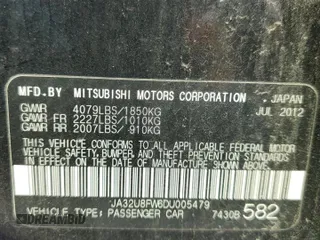 MFD.BY MITSUBISHI MOTORS CORPORATION, JAPAN
GVWR 4079LBS/1850KG JUL 2012
GAWR FR 2227LBS/1010KG
GAWR RR 2007LBS/ 910KG
THIS VEHICLE CONFORMS TO ALL APPLICABLE
FEDERAL MOTOR VEHICLE SAFETY, BUMPER, AND
THEFT PREVENTION STANDARDS IN EFFECT ON THE
DATE OF MANUFACTURE SHOWN ABOVE.
JA32U8FW6DU005479
VEHICLE TYPE: PASSENGER CAR 7430B 582